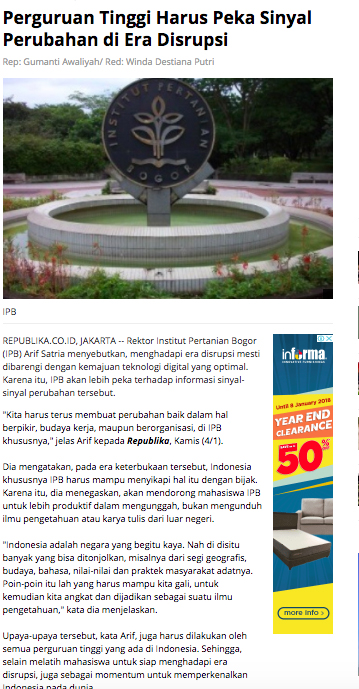 Perguruan Tinggi Harus Peka Sinyal
Perubahan di Era Disrupsi
Rep: Gumanti Awaliyah/ Red: Winda Destiana Putri
INSTITUT PERTANIAN
BOGOR
IPB
REPUBLIKA.CO.ID, JAKARTA -- Rektor Institut Pertanian Bogor
(IPB) Arif Satria menyebutkan, menghadapi era disrupsi mesti
dibarengi dengan kemajuan teknologi digital yang optimal.
Karena itu, IPB akan lebih peka terhadap informasi sinyal-
sinyal perubahan tersebut.
"Kita harus terus membuat perubahan baik dalam hal
berpikir, budaya kerja, maupun berorganisasi, di IPB
khususnya," jelas Arif kepada Republika, Kamis (4/1).
Dia mengatakan, pada era keterbukaan tersebut, Indonesia
khususnya IPB harus mampu menyikapi hal itu dengan bijak.
Karena itu, dia menegaskan, akan mendorong mahasiswa IPB
untuk lebih produktif dalam mengunggah, bukan mengunduh
ilmu pengetahuan atau karya tulis dari luar negeri.
"Indonesia adalah negara yang begitu kaya. Nah di disitu
banyak yang bisa ditonjolkan, misalnya dari segi geografis,
budaya, bahasa, nilai-nilai dan praktek masyarakat adatnya.
Poin-poin itu lah yang harus mampu kita gali, untuk
kemudian kita angkat dan dijadikan sebagai suatu ilmu
pengetahuan," kata dia menjelaskan.
Upaya-upaya tersebut, kata Arif, juga harus dilakukan oleh
semua perguruan tinggi yang ada di Indonesia. Sehingga,
selain melatih mahasiswa untuk siap menghadapi era
disrupsi, juga sebagai momentum untuk memperkenalkan
Indonesia pada dunia.
informa
Until 8 January 2018
YEAR END
CLEARANCE
50%
more info